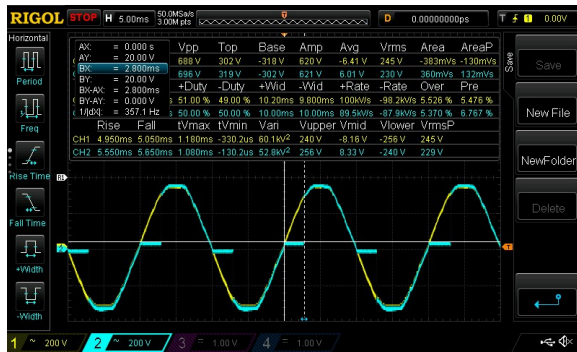 RIGOL STOP H 5.00ms 50.0MSa/s 3.00M pts D 0.00000000ps T 1 0.00V
Horizontal
Period
Freq
Rise Time
Fall Time
+Width
-Width
AX: = 0.000 s
AY: = 20.00 V
BX: = 2.800ms
BY: = 20.00 V
BX-AX: = 2.800ms
BY-AY: = 0.000 V
1/|dX|: = 357.1 Hz
Vpp Top Base Amp Avg Vrms Area AreaP
688 V 302 V -318 V 620 V -6.41 V 245 V -383mVs -130mVs
696 V 319 V -302 V 621 V 6.01 V 230 V 360mVs 132mVs
+Duty -Duty +Wid -Wid +Rate -Rate Over Pre
51.00 % 49.00 % 10.20ms 9.800ms 100kV/s -98.2kV/s 5.526 % 5.476 %
50.00 % 50.00 % 10.00ms 10.00ms 89.5kV/s -87.9kV/s 5.370 % 6.767 %
Rise Fall tVmax tVmin Vari Vupper Vmid Vlower VrmsP
CH1 4.950ms 5.050ms 1.180ms -330.2us 60.1kV² 240 V -8.16 V -256 V 245 V
CH2 5.550ms 5.650ms 1.080ms -130.2us 52.8kV² 256 V 8.33 V -240 V 229 V
Save
Save
New File
NewFolder
Delete
T
1 ~ 200 V 2 ~ 200 V 3 = 1.00 V 4 = 1.00 V